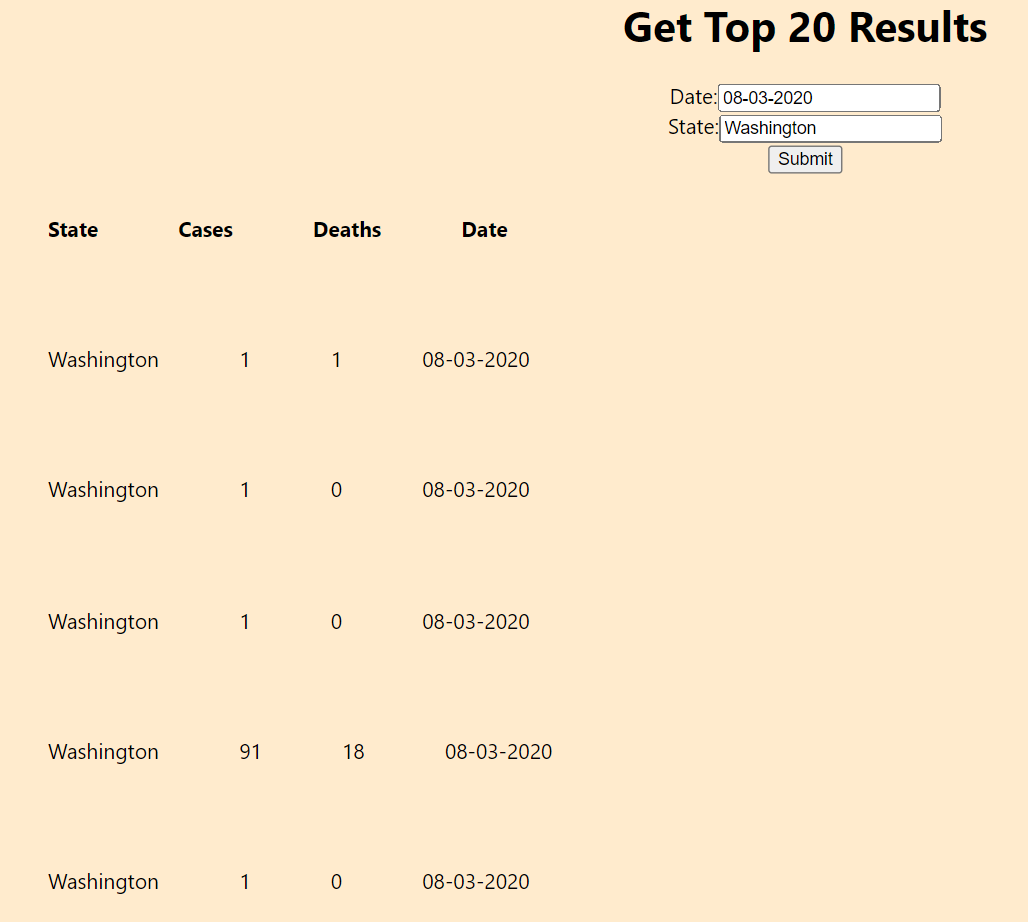 Get Top 20 Results
Date: 08-03-2020
State: Washington
Submit
State Cases Deaths Date
Washington 1 1 08-03-2020
Washington 1 0 08-03-2020
Washington 1 0 08-03-2020
Washington 91 18 08-03-2020
Washington 1 0 08-03-2020